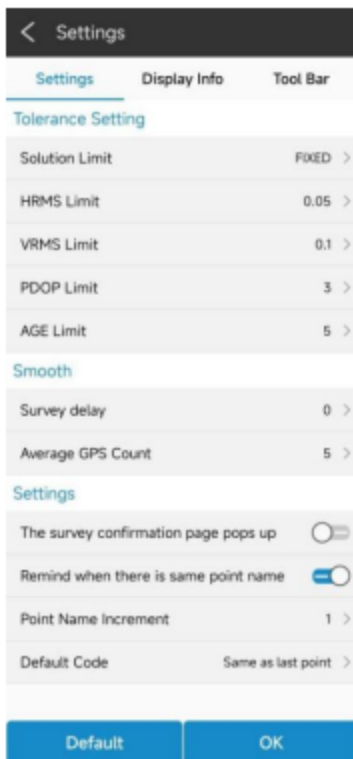 Settings
Settings Display Info Tool Bar
Tolerance Setting
Solution Limit FIXED
HRMS Limit 0.05
VRMS Limit 0.1
PDOP Limit 3
AGE Limit 5
Smooth
Survey delay 0
Average GPS Count 5
Settings
The survey confirmation page pops up
Remind when there is same point name
Point Name Increment 1
Default Code Same as last point
Default OK